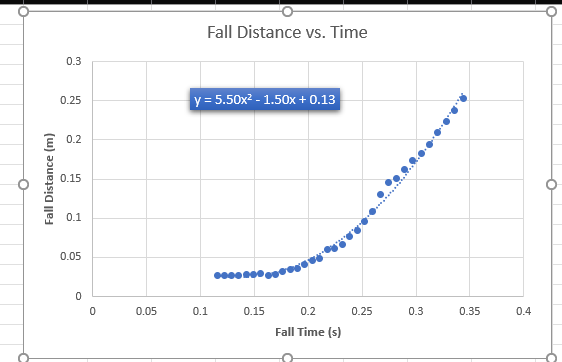 Fall Distance vs. Time
y = 5.50x² - 1.50x + 0.13
Fall Distance (m)
0.3
0.25
0.2
0.15
0.1
0.05
0
0 0.05 0.1 0.15 0.2 0.25 0.3 0.35 0.4
Fall Time (s)